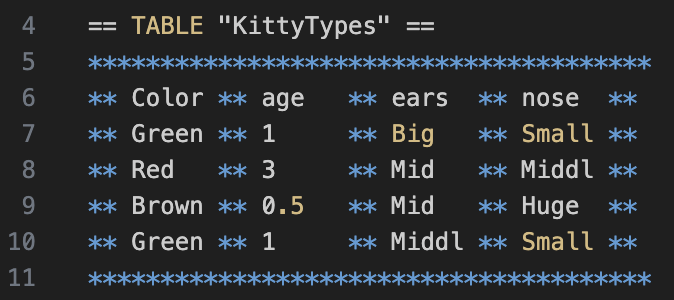 4 == TABLE "KittyTypes" ==
5 ***************************************
6 ** Color ** age   ** ears  ** nose  **
7 ** Green ** 1     ** Big   ** Small **
8 ** Red   ** 3     ** Mid   ** Middl **
9 ** Brown ** 0.5   ** Mid   ** Huge  **
10 ** Green ** 1     ** Middl ** Small **
11 ***************************************